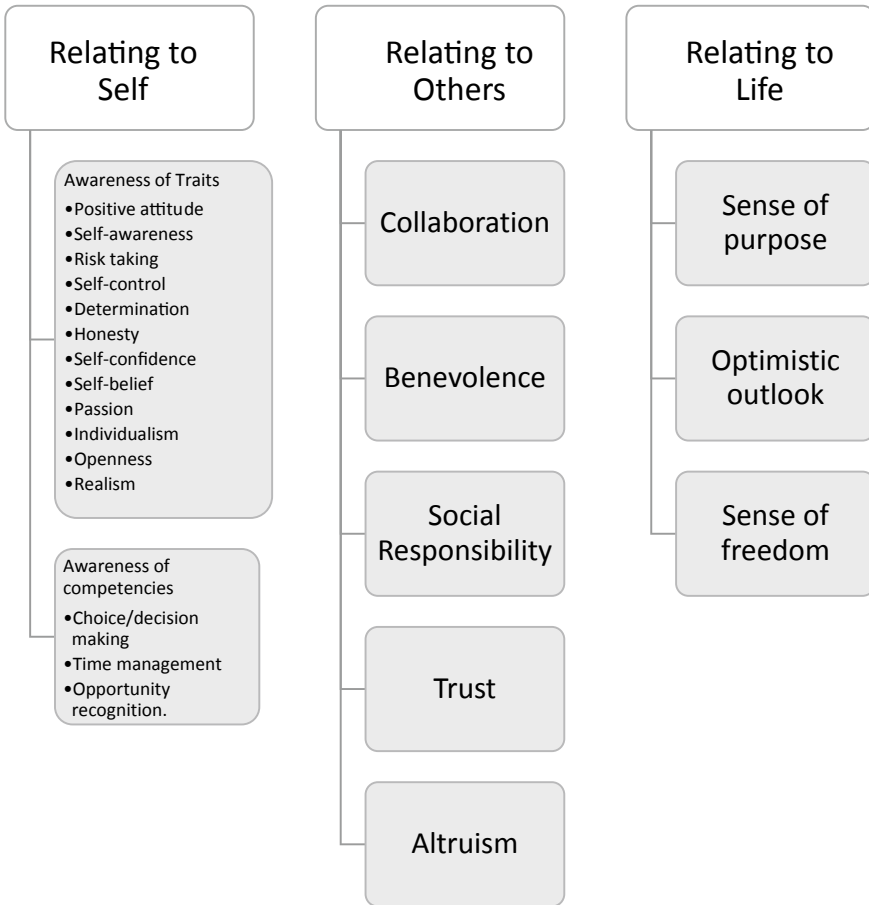 Relating to
Self
Awareness of Traits
•Positive attitude
•Self-awareness
•Risk taking
•Self-control
•Determination
•Honesty
•Self-confidence
•Self-belief
•Passion
•Individualism
•Openness
•Realism
Awareness of
competencies
•Choice/decision
making
•Time management
•Opportunity
recognition.
Relating to
Others
Collaboration
Benevolence
Social
Responsibility
Trust
Altruism
Relating to
Life
Sense of
purpose
Optimistic
outlook
Sense of
freedom